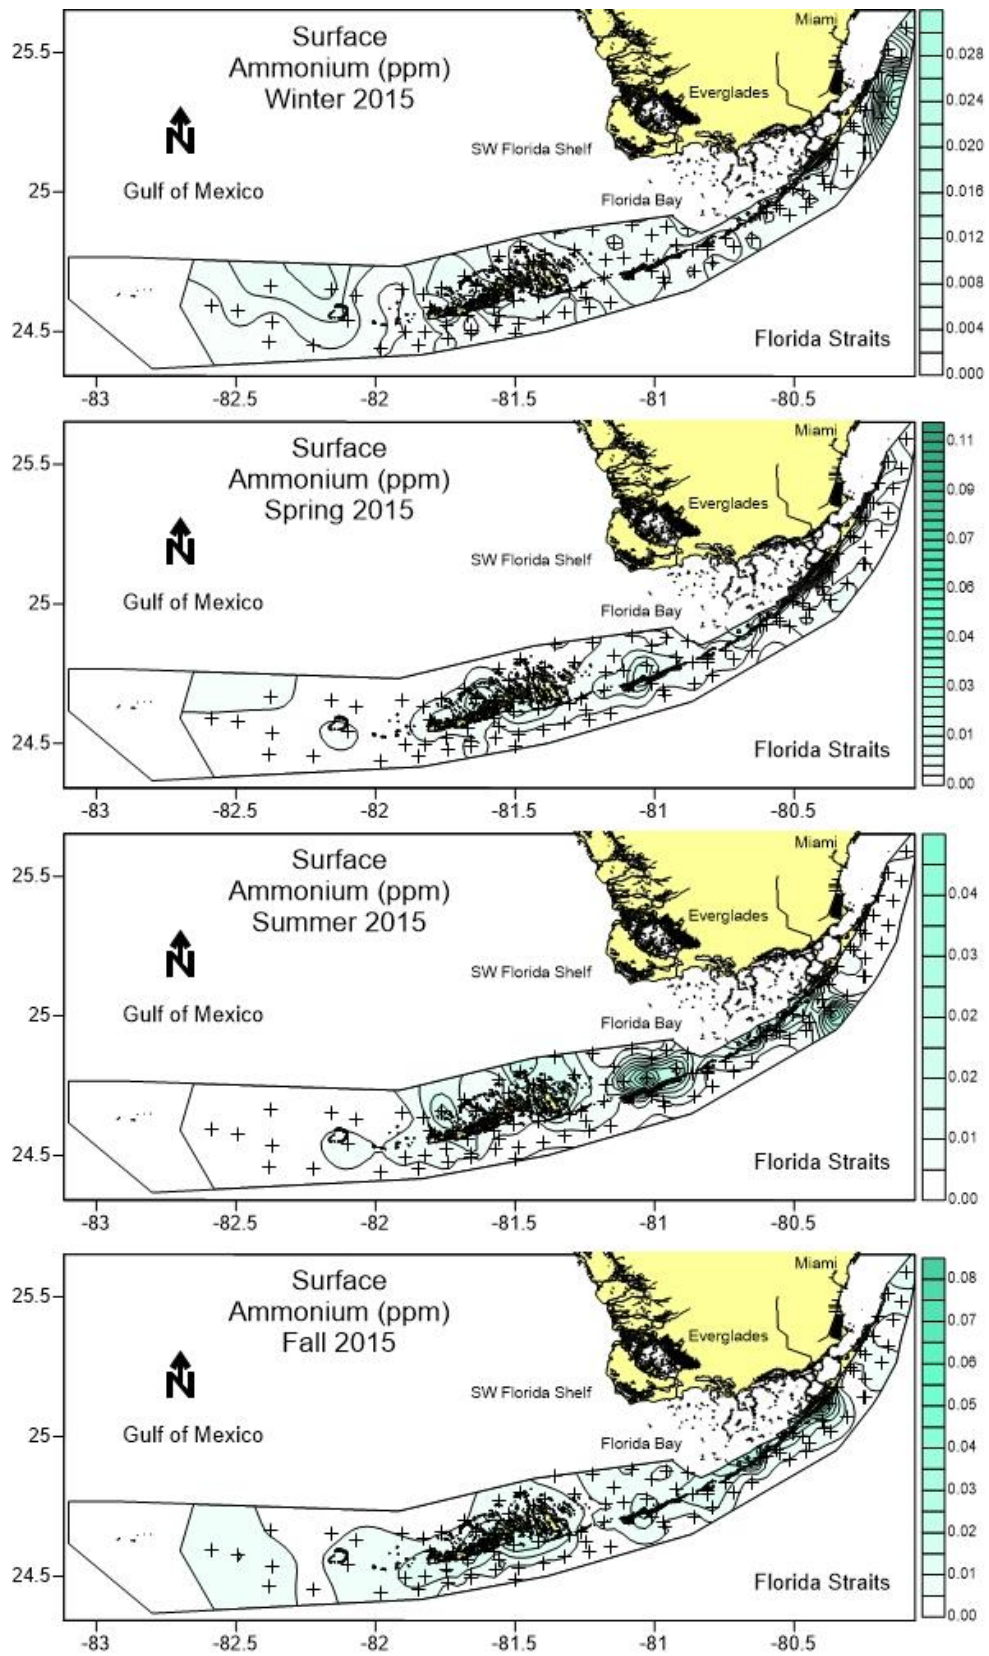 Surface
Ammonium (ppm)
Winter 2015
Miami
Everglades
SW Florida Shelf
Florida Bay
N
Gulf of Mexico
Florida Straits
25.5
25
24.5
-83 -82.5 -82 -81.5 -81 -80.5
0.028
0.024
0.020
0.016
0.012
0.008
0.004
0.000
Surface
Ammonium (ppm)
Spring 2015
Miami
Everglades
SW Florida Shelf
Florida Bay
N
Gulf of Mexico
Florida Straits
25.5
25
24.5
-83 -82.5 -82 -81.5 -81 -80.5
0.11
0.09
0.07
0.06
0.04
0.03
0.01
0.00
Surface
Ammonium (ppm)
Summer 2015
Miami
Everglades
SW Florida Shelf
Florida Bay
N
Gulf of Mexico
Florida Straits
25.5
25
24.5
-83 -82.5 -82 -81.5 -81 -80.5
0.04
0.03
0.02
0.02
0.01
0.00
Surface
Ammonium (ppm)
Fall 2015
Miami
Everglades
SW Florida Shelf
Florida Bay
N
Gulf of Mexico
Florida Straits
25.5
25
24.5
-83 -82.5 -82 -81.5 -81 -80.5
0.08
0.07
0.06
0.05
0.04
0.03
0.02
0.01
0.00